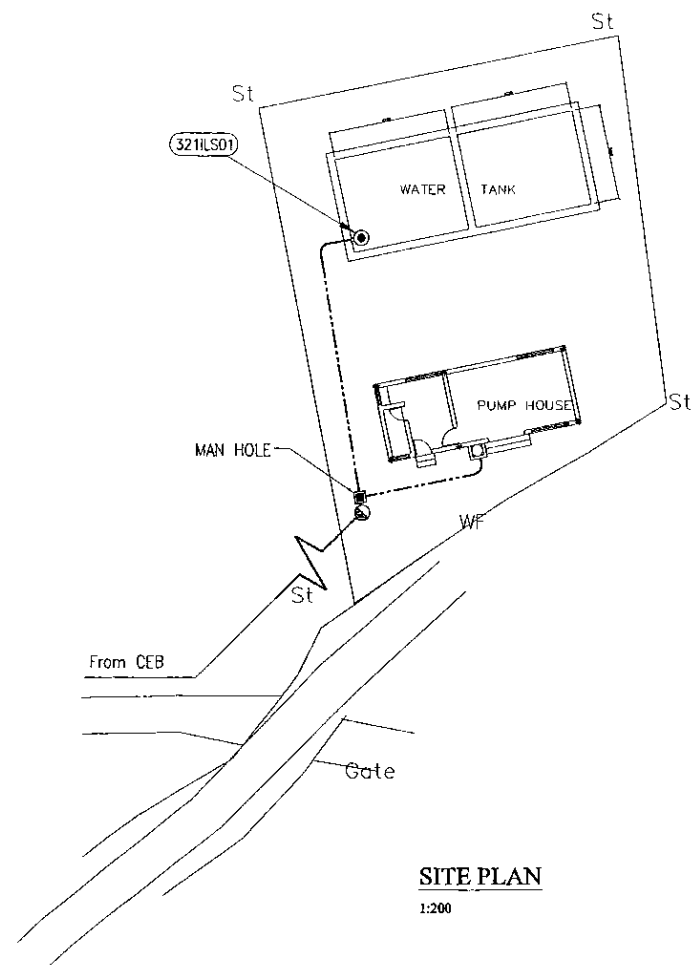 St
St
321ILS01
WATER TANK
PUMP HOUSE
St
MAN HOLE
WF
St
From CEB
Gate
SITE PLAN
1:200